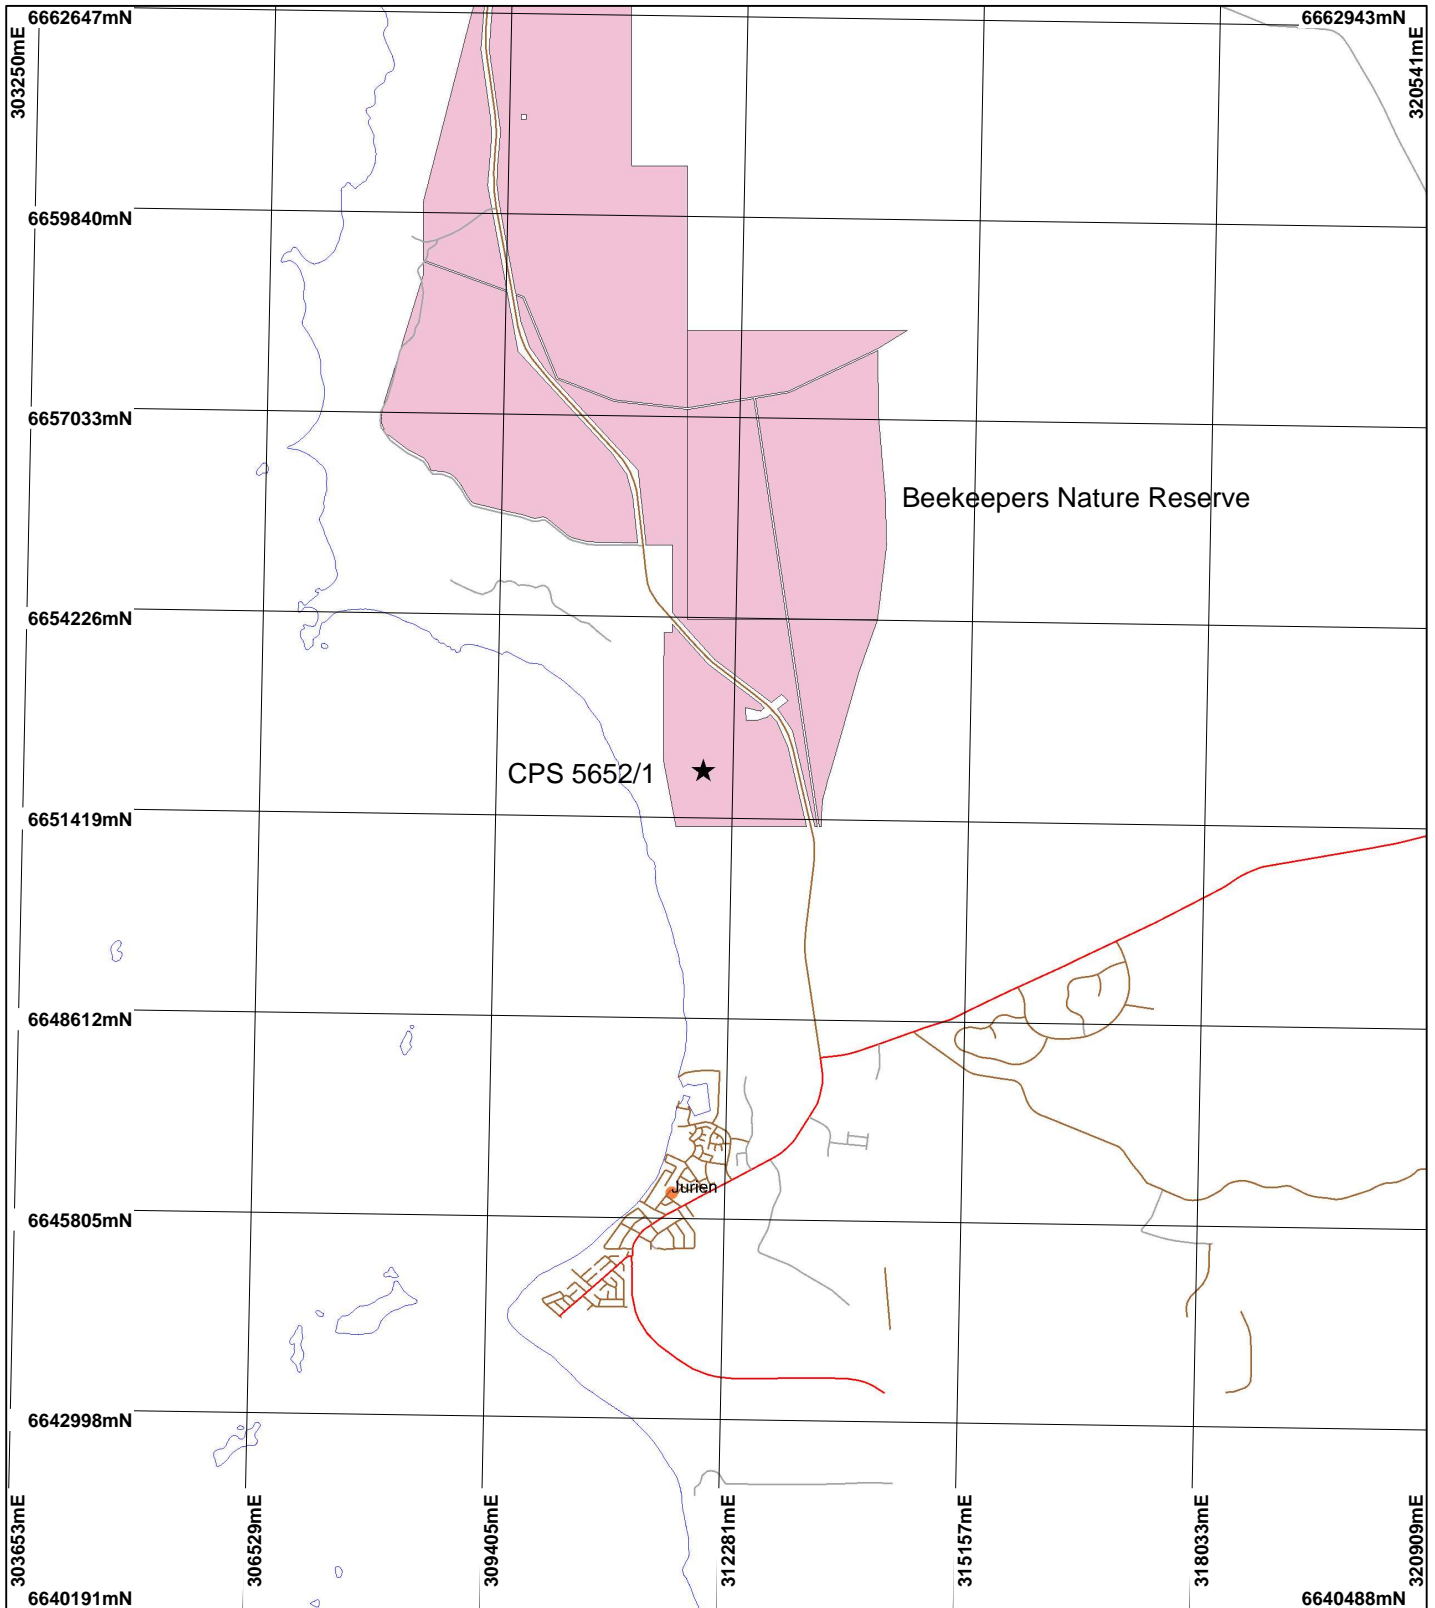 6662647mN
6662943mN
303250mE
320541mE
6659840mN
6657033mN
Beekeepers Nature Reserve
6654226mN
CPS 5652/1
6651419mN
6648612mN
Jurien
6645805mN
6642998mN
303653mE
306529mE
309405mE
312281mE
315157mE
318033mE
320909mE
6640191mN
6640488mN